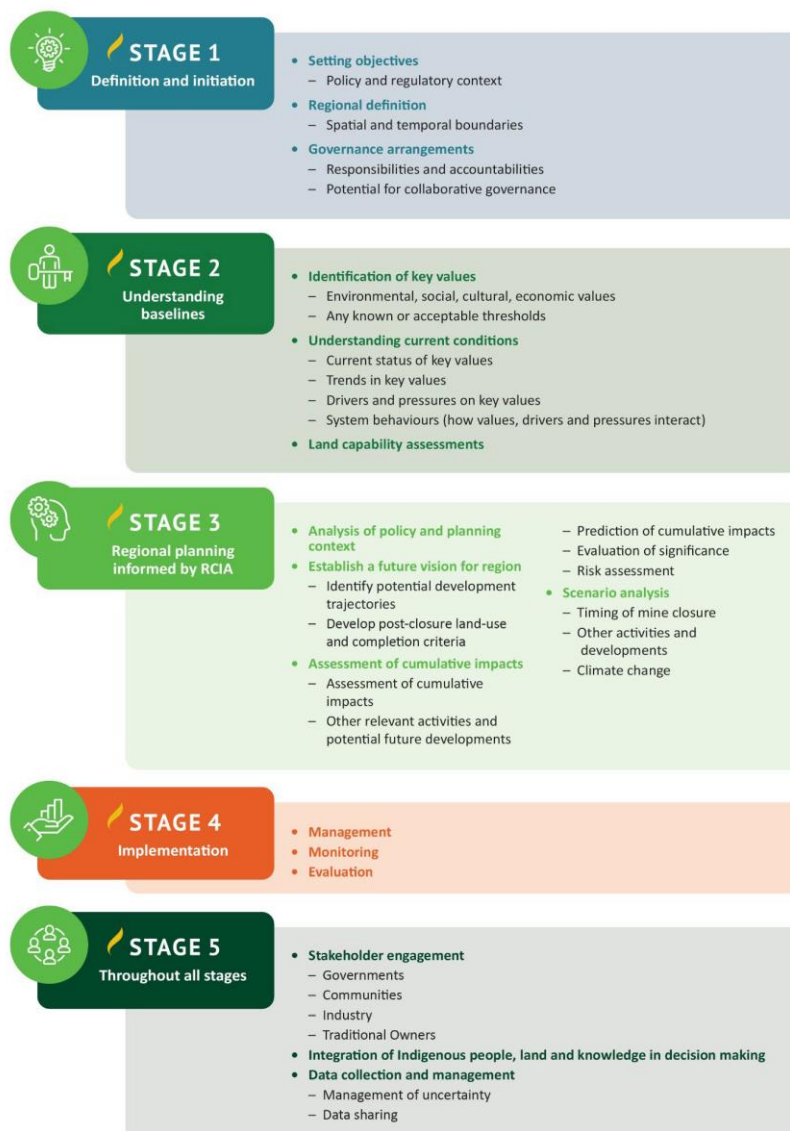 STAGE 1
Definition and initiation
• Setting objectives
– Policy and regulatory context
• Regional definition
– Spatial and temporal boundaries
• Governance arrangements
– Responsibilities and accountabilities
– Potential for collaborative governance
STAGE 2
Understanding
baselines
• Identification of key values
– Environmental, social, cultural, economic values
– Any known or acceptable thresholds
• Understanding current conditions
– Current status of key values
– Trends in key values
– Drivers and pressures on key values
– System behaviours (how values, drivers and pressures interact)
• Land capability assessments
STAGE 3
Regional planning
informed by RCIA
• Analysis of policy and planning
context
• Establish a future vision for region
– Identify potential development
trajectories
– Develop post-closure land-use
and completion criteria
• Assessment of cumulative impacts
– Assessment of cumulative
impacts
– Other relevant activities and
potential future developments
– Prediction of cumulative impacts
– Evaluation of significance
– Risk assessment
• Scenario analysis
– Timing of mine closure
– Other activities and
developments
– Climate change
STAGE 4
Implementation
• Management
• Monitoring
• Evaluation
STAGE 5
Throughout all stages
• Stakeholder engagement
– Governments
– Communities
– Industry
– Traditional Owners
• Integration of Indigenous people, land and knowledge in decision making
• Data collection and management
– Management of uncertainty
– Data sharing